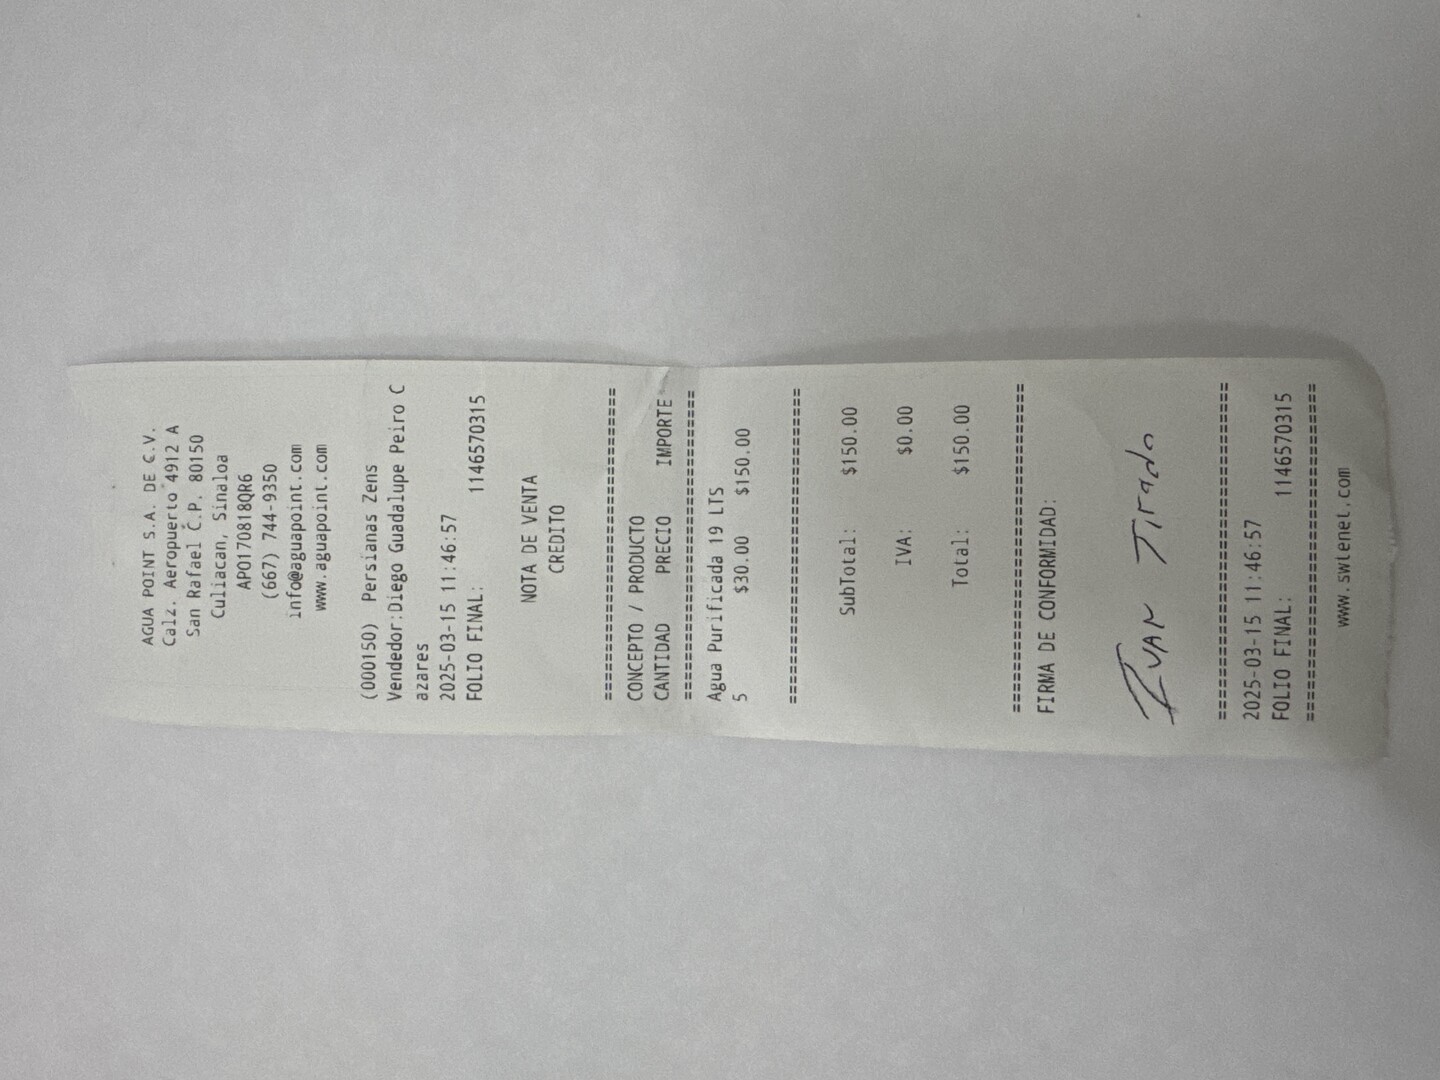 AGUA POINT S.A. DE C.V.
Calz. Aeropuerto 4912 A
San Rafael C.P. 80150
Culiacan, Sinaloa
APO170818QR6
(667) 744-9350
info@aguapoint.com
www.aguapoint.com
(000150) Persianas Zens
Vendedor:Diego Guadalupe Peiro C
azares
2025-03-15 11:46:57
FOLIO FINAL: 1146570315
NOTA DE VENTA
CREDITO
================================
CONCEPTO / PRODUCTO
CANTIDAD PRECIO IMPORTE
================================
Agua Purificada 19 LTS
5 $30.00 $150.00
================================
SubTotal: $150.00
IVA: $0.00
Total: $150.00
================================
FIRMA DE CONFORMIDAD:
IVAN TIRADO
================================
2025-03-15 11:46:57
FOLIO FINAL: 1146570315
================================
www.swtenet.com